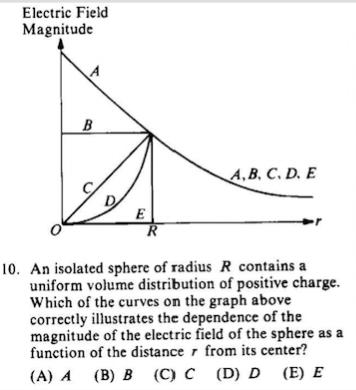 Electric Field
Magnitude
A
B
A, B, C, D, E
C
D
E
O
R
r
10. An isolated sphere of radius R contains a
uniform volume distribution of positive charge.
Which of the curves on the graph above
correctly illustrates the dependence of the
magnitude of the electric field of the sphere as a
function of the distance r from its center?
(A) A (B) B (C) C (D) D (E) E